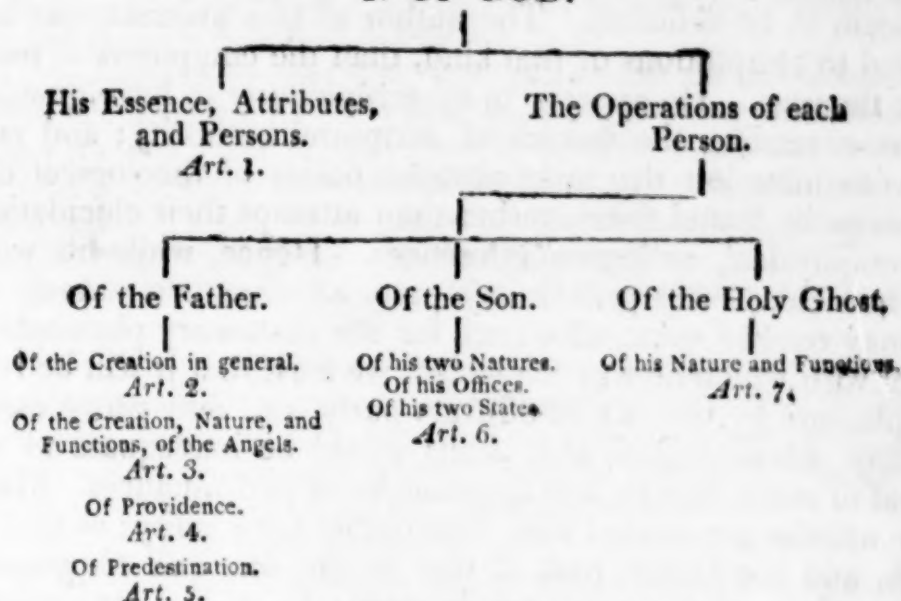 His Essence, Attributes,
and Persons.
Art. 1.
The Operations of each
Person.
Of the Father.
Of the Creation in general.
Art. 2.
Of the Creation, Nature, and
Functions, of the Angels.
Art. 3.
Of Providence.
Art. 4.
Of Predestination.
Art. 5.
Of the Son.
Of his two Natures.
Of his Offices.
Of his two States.
Art. 6.
Of the Holy Ghost,
Of his Nature and Functions.
Art. 7.